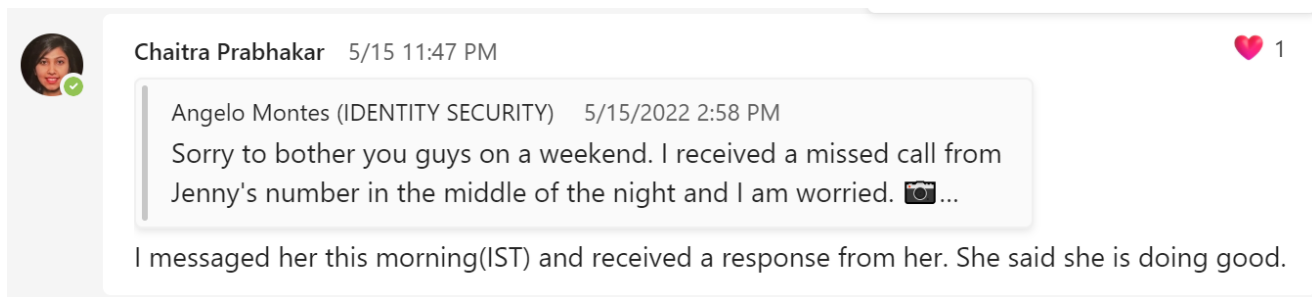 Chaitra Prabhakar 5/15 11:47 PM
1
Angelo Montes (IDENTITY SECURITY) 5/15/2022 2:58 PM
Sorry to bother you guys on a weekend. I received a missed call from
Jenny's number in the middle of the night and I am worried. 📷...
I messaged her this morning(IST) and received a response from her. She said she is doing good.